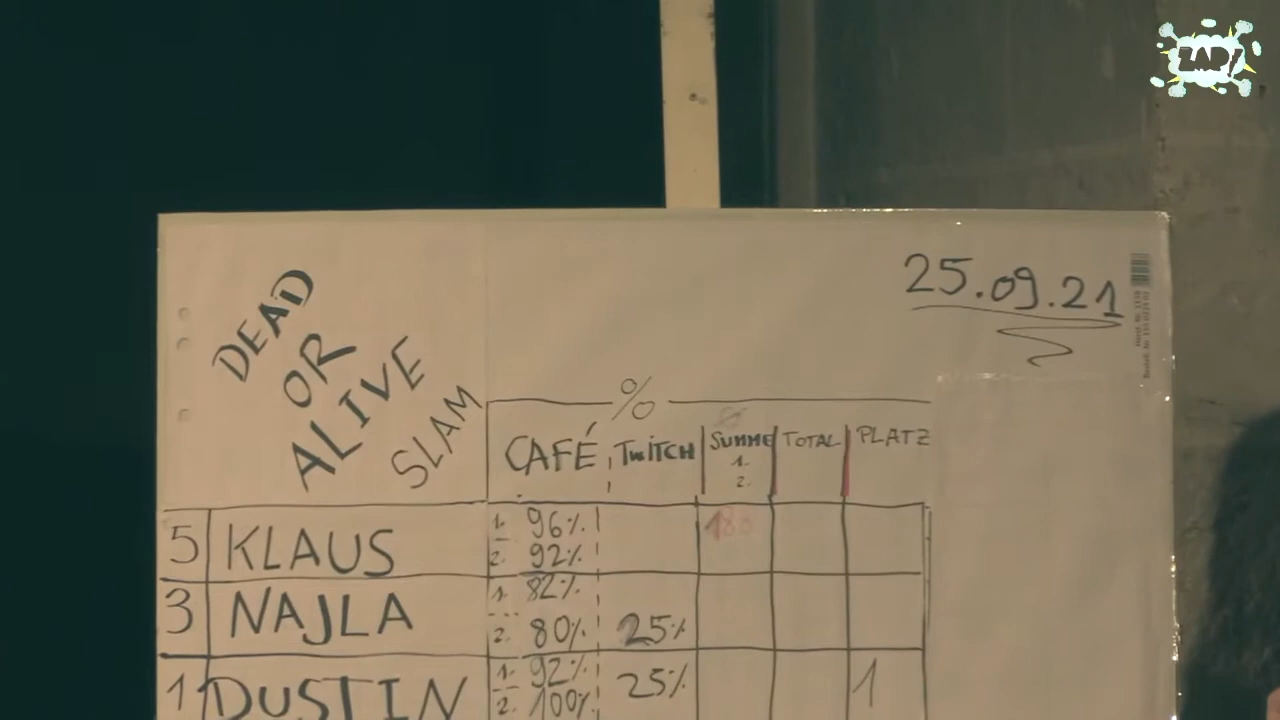 ZAP!
25.09.21
DEAD
OR
ALIVE
SLAM
%
CAFÉ TWITCH SUMME TOTAL PLATZ
1.
2.
5 KLAUS 1. 96% 180
2. 92%
3 NAJLA 1. 82%
2. 80% 25%
1 DUSTIN 1. 92% 25% 1
2. 100%